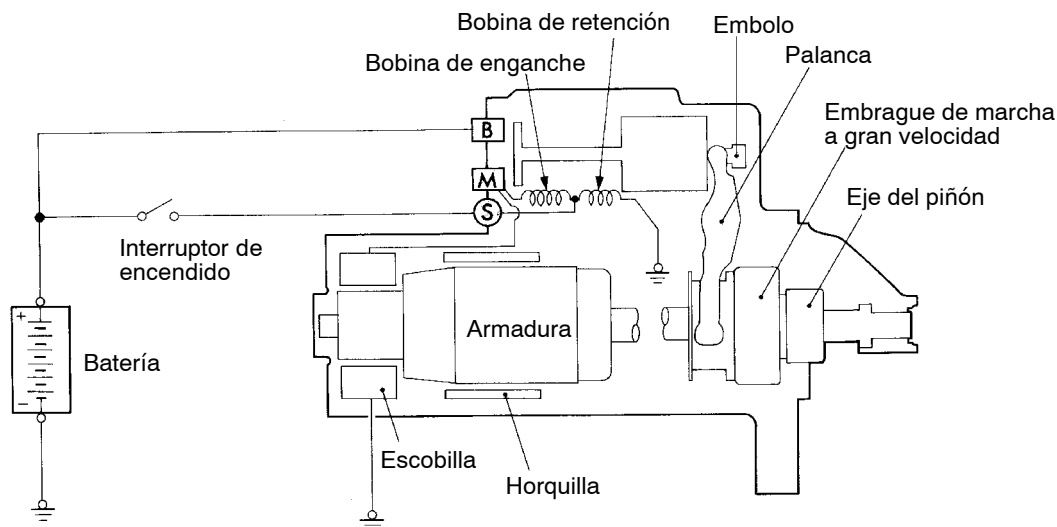 Bobina de retención
Embolo
Bobina de enganche
Palanca
Embrague de marcha
a gran velocidad
B
M
S
Eje del piñón
Interruptor de
encendido
Armadura
+
Batería
−
Escobilla
Horquilla